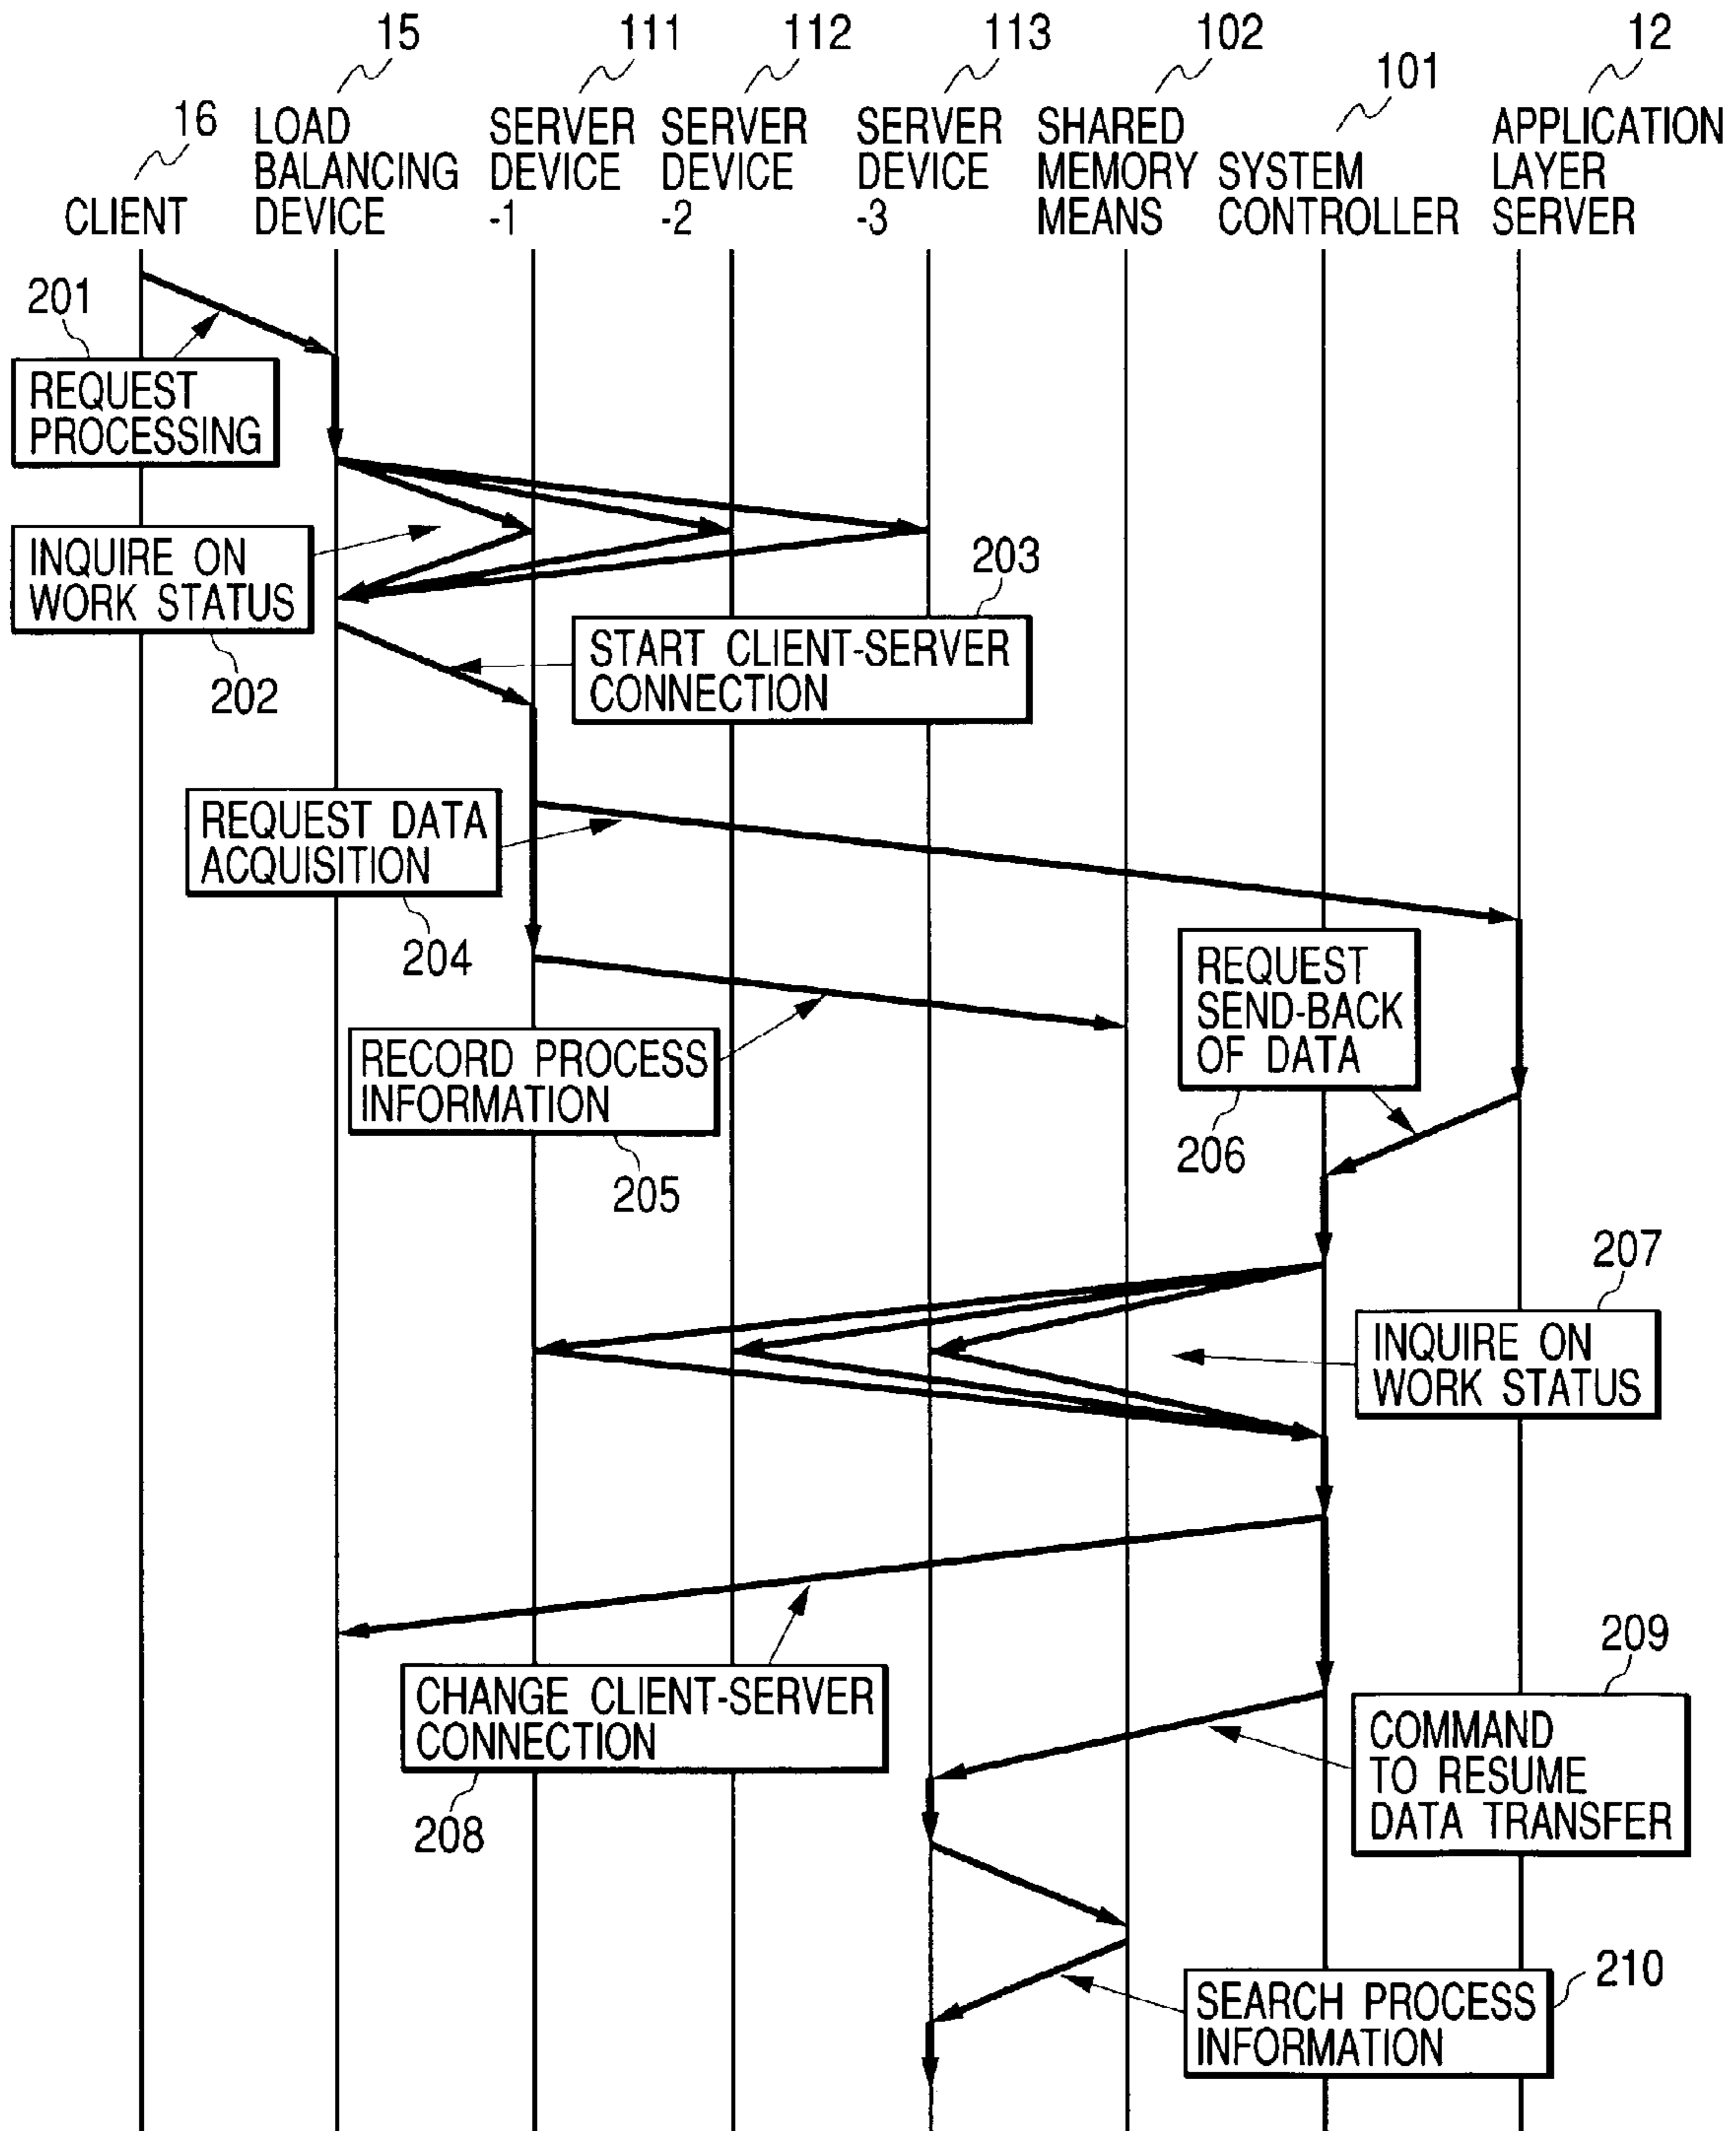 15
111
112
113
102
12
101
16
CLIENT
LOAD
BALANCING
DEVICE
SERVER
DEVICE
-1
SERVER
DEVICE
-2
SERVER
DEVICE
-3
SHARED
MEMORY
MEANS
SYSTEM
CONTROLLER
APPLICATION
LAYER
SERVER
201
REQUEST
PROCESSING
INQUIRE ON
WORK STATUS
202
203
START CLIENT-SERVER
CONNECTION
REQUEST DATA
ACQUISITION
204
RECORD PROCESS
INFORMATION
205
REQUEST
SEND-BACK
OF DATA
206
207
INQUIRE ON
WORK STATUS
CHANGE CLIENT-SERVER
CONNECTION
208
209
COMMAND
TO RESUME
DATA TRANSFER
210
SEARCH PROCESS
INFORMATION